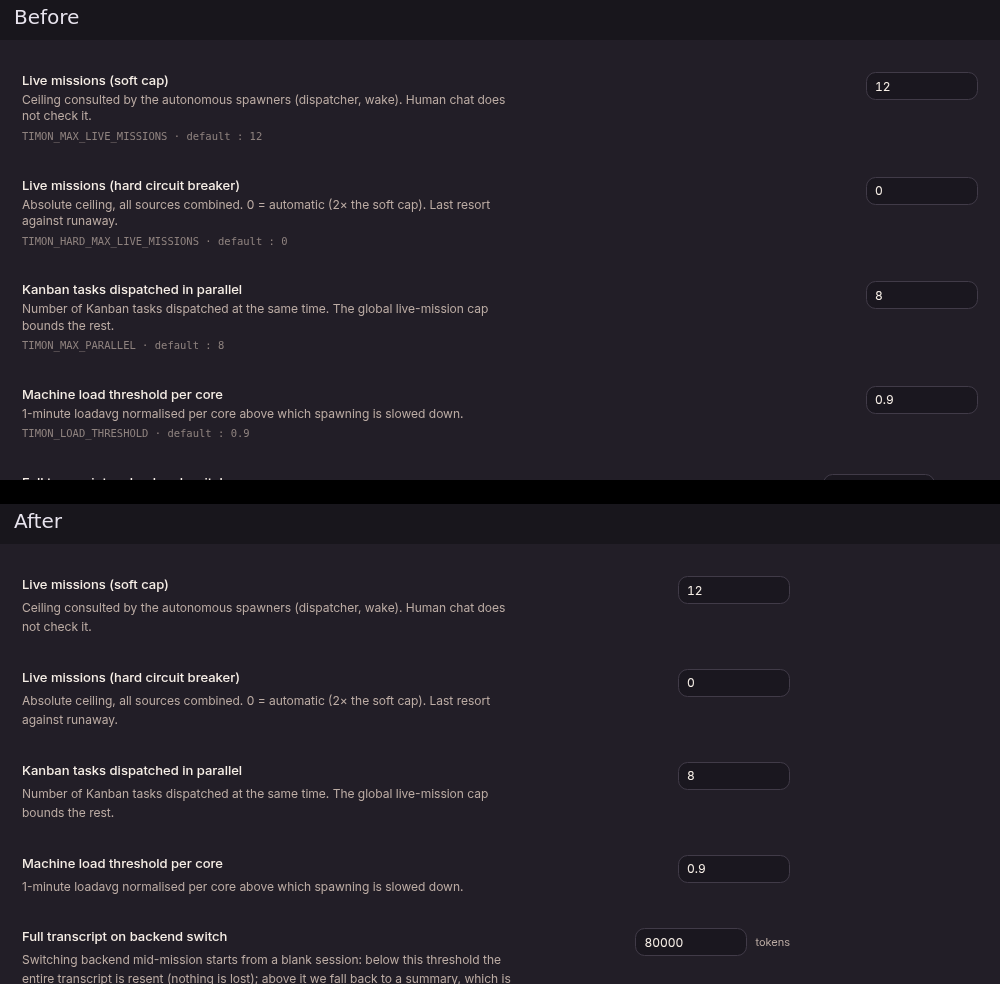 Before
Live missions (soft cap)
12
Ceiling consulted by the autonomous spawners (dispatcher, wake). Human chat does
not check it.
TIMON_MAX_LIVE_MISSIONS · default : 12
Live missions (hard circuit breaker)
0
Absolute ceiling, all sources combined. 0 = automatic (2× the soft cap). Last resort
against runaway.
TIMON_HARD_MAX_LIVE_MISSIONS · default : 0
Kanban tasks dispatched in parallel
8
Number of Kanban tasks dispatched at the same time. The global live-mission cap
bounds the rest.
TIMON_MAX_PARALLEL · default : 8
Machine load threshold per core
0.9
1-minute loadavg normalised per core above which spawning is slowed down.
TIMON_LOAD_THRESHOLD · default : 0.9
After
Live missions (soft cap)
12
Ceiling consulted by the autonomous spawners (dispatcher, wake). Human chat does
not check it.
Live missions (hard circuit breaker)
0
Absolute ceiling, all sources combined. 0 = automatic (2× the soft cap). Last resort
against runaway.
Kanban tasks dispatched in parallel
8
Number of Kanban tasks dispatched at the same time. The global live-mission cap
bounds the rest.
Machine load threshold per core
0.9
1-minute loadavg normalised per core above which spawning is slowed down.
Full transcript on backend switch
80000 tokens
Switching backend mid-mission starts from a blank session: below this threshold the
entire transcript is resent (nothing is lost); above it we fall back to a summary, which is